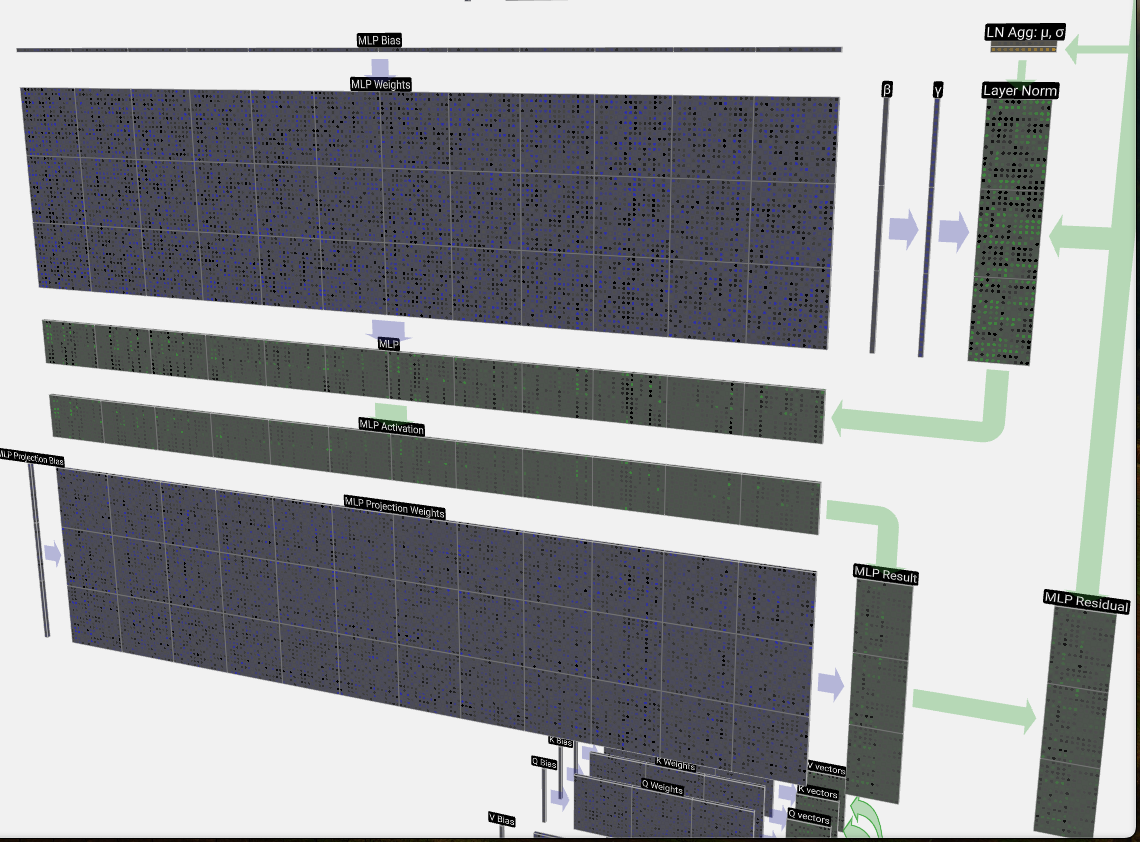 LN Agg: μ, σ
MLP Bias
MLP Weights
β
γ
Layer Norm
MLP
MLP Activation
MLP Projection Bias
MLP Projection Weights
MLP Result
MLP Residual
K Bias
Q Bias
K Weights
V vectors
Q Weights
K vectors
Q vectors
V Bias